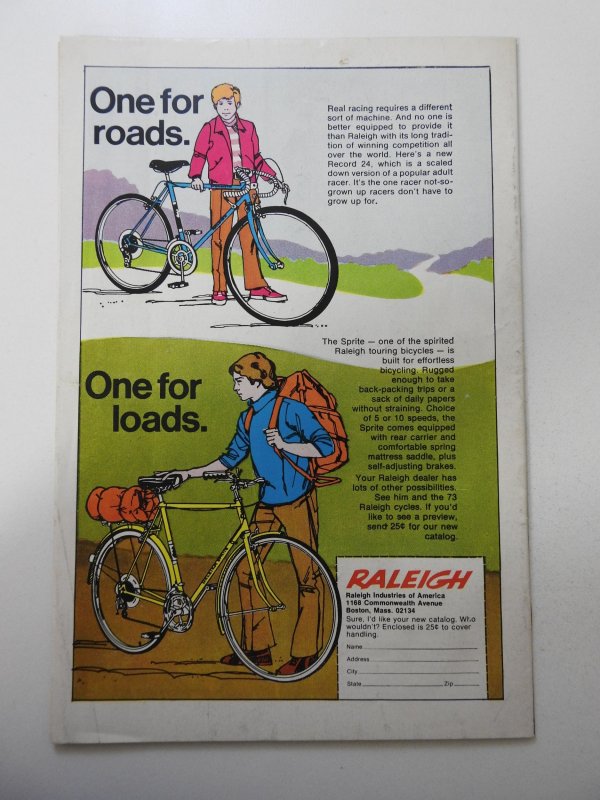 One for
roads.
Real racing requires a different
sort of machine. And no one is
better equipped to provide it
than Raleigh with its long tradi-
tion of winning competition all
over the world. Here's a new
Record 24, which is a scaled
down version of a popular adult
racer. It's the one racer not-so-
grown up racers don't have to
grow up for.
One for
loads.
The Sprite — one of the spirited
Raleigh touring bicycles — is
built for effortless
bicycling. Rugged
enough to take
back-packing trips or a
sack of daily papers
without straining. Choice
of 5 or 10 speeds, the
Sprite comes equipped
with rear carrier and
comfortable spring
mattress saddle, plus
self-adjusting brakes.
Your Raleigh dealer has
lots of other possibilities.
See him and the 73
Raleigh cycles. If you'd
like to see a preview,
send 25¢ for our new
catalog.
RALEIGH
Raleigh Industries of America
1168 Commonwealth Avenue
Boston, Mass. 02134
Sure, I'd like your new catalog. Who
wouldn't? Enclosed is 25¢ to cover
handling.
Name
Address
City
State Zip